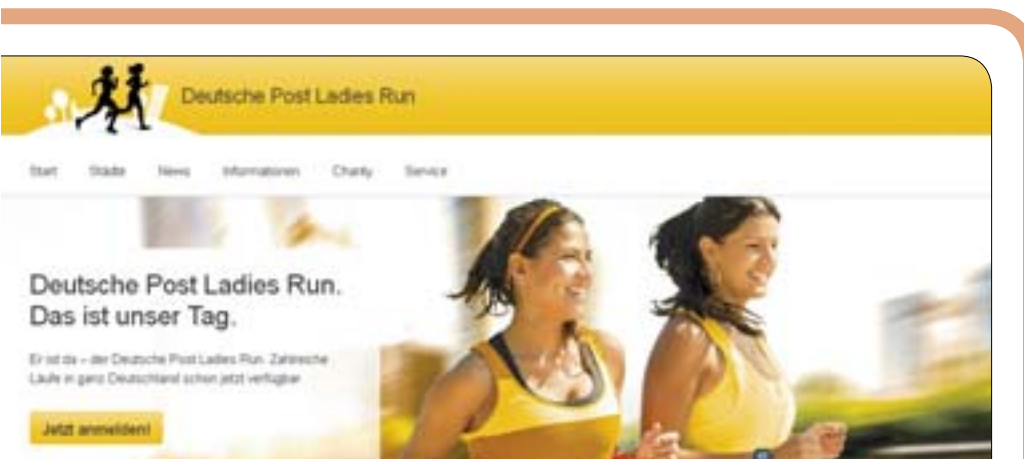 Deutsche Post Ladies Run
Start Städte News Informationen Charity Service
Deutsche Post Ladies Run.
Das ist unser Tag.
Er ist da – der Deutsche Post Ladies Run. Zahlreiche
Läufe in ganz Deutschland schon jetzt verfügbar
Jetzt anmelden!